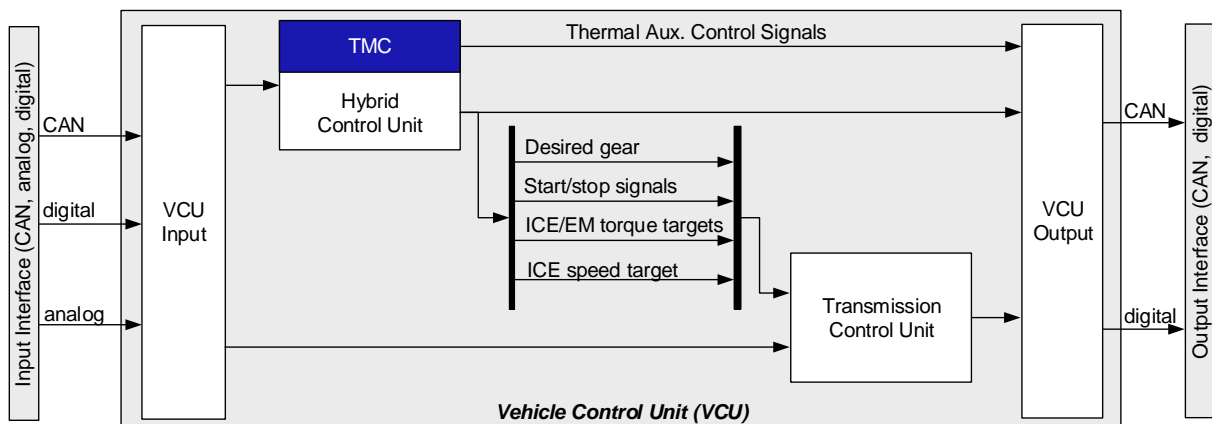 Input Interface (CAN, analog, digital)
CAN
digital
analog
VCU
Input
TMC
Hybrid
Control Unit
Thermal Aux. Control Signals
Desired gear
Start/stop signals
ICE/EM torque targets
ICE speed target
Transmission
Control Unit
VCU
Output
CAN
digital
Output Interface (CAN, digital)
Vehicle Control Unit (VCU)